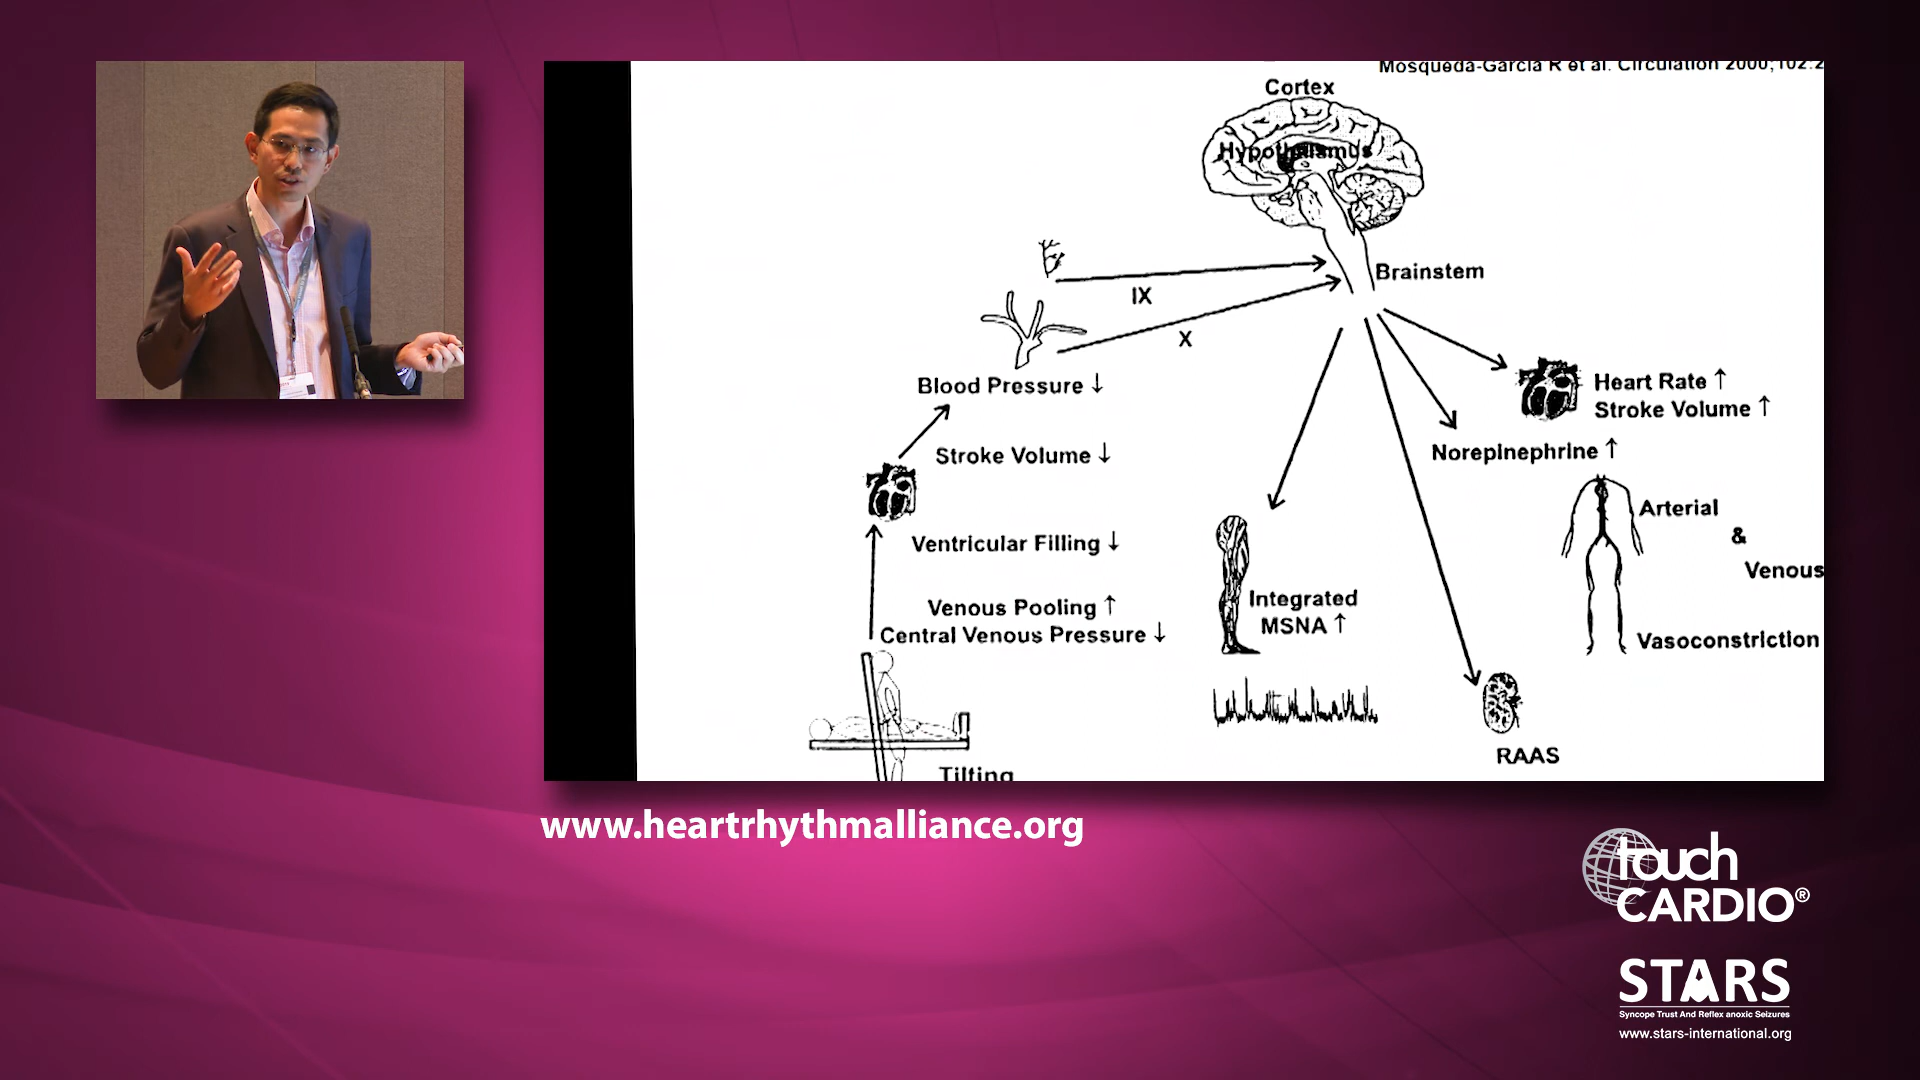 Mosqueda-Garcia R et al. Circulation 2000;102:2
Cortex
Hypothalamus
Brainstem
IX
X
Blood Pressure ↓
Stroke Volume ↓
Ventricular Filling ↓
Venous Pooling ↑
Central Venous Pressure ↓
Tilting
Heart Rate ↑
Stroke Volume ↑
Norepinephrine ↑
Arterial
&
Venous
Vasoconstriction
Integrated
MSNA ↑
RAAS
www.heartrhythmalliance.org
touch
CARDIO®
STARS
Syncope Trust And Reflex anoxic Seizures
www.stars-international.org